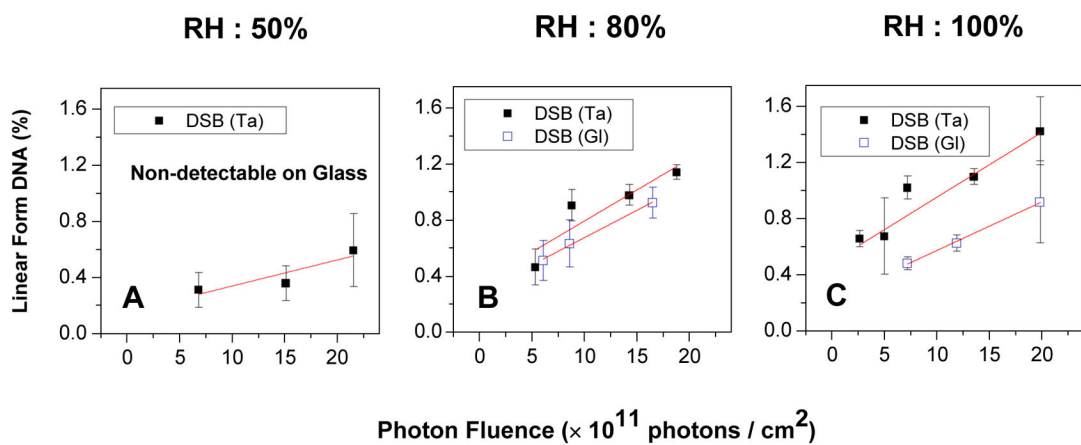 RH : 50%
RH : 80%
RH : 100%
Linear Form DNA (%)
1.6
1.2
0.8
0.4
0.0
DSB (Ta)
Non-detectable on Glass
A
0 5 10 15 20
1.6
1.2
0.8
0.4
0.0
DSB (Ta)
DSB (Gl)
B
0 5 10 15 20
1.6
1.2
0.8
0.4
0.0
DSB (Ta)
DSB (Gl)
C
0 5 10 15 20
Photon Fluence (× 10¹¹ photons / cm²)